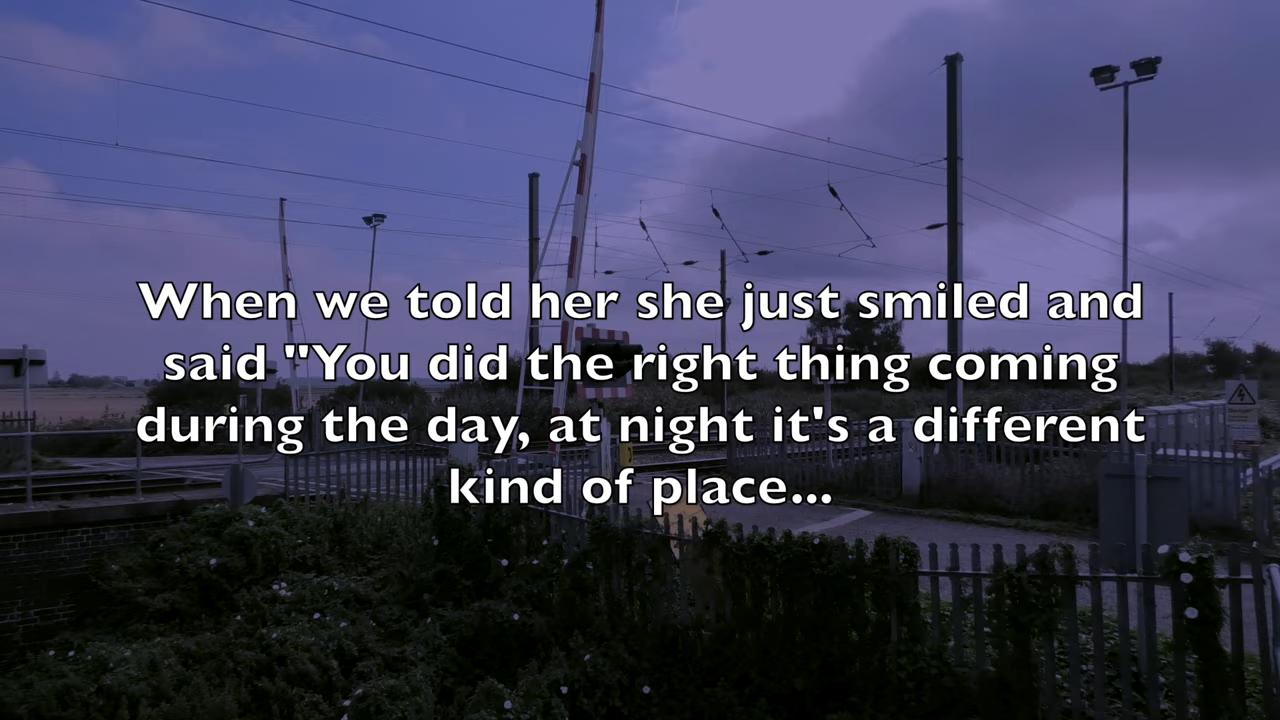 When we told her she just smiled and
said "You did the right thing coming
during the day, at night it's a different
kind of place...